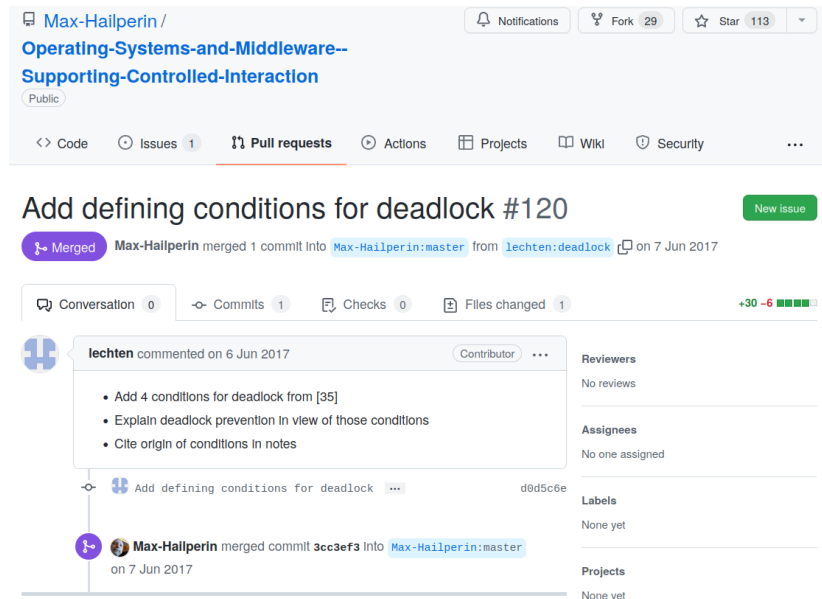 Max-Hailperin /
Operating-Systems-and-Middleware--
Supporting-Controlled-Interaction
Public
Notifications
Fork 29
Star 113
Code
Issues 1
Pull requests
Actions
Projects
Wiki
Security
...
Add defining conditions for deadlock #120
New issue
Merged
Max-Hailperin merged 1 commit into Max-Hailperin:master from lechten:deadlock on 7 Jun 2017
Conversation 0
Commits 1
Checks 0
Files changed 1
+30 −6
lechten commented on 6 Jun 2017
Contributor ...
• Add 4 conditions for deadlock from [35]
• Explain deadlock prevention in view of those conditions
• Cite origin of conditions in notes
Add defining conditions for deadlock ... d0d5c6e
Max-Hailperin merged commit 3cc3ef3 into Max-Hailperin:master
on 7 Jun 2017
Reviewers
No reviews
Assignees
No one assigned
Labels
None yet
Projects
None yet